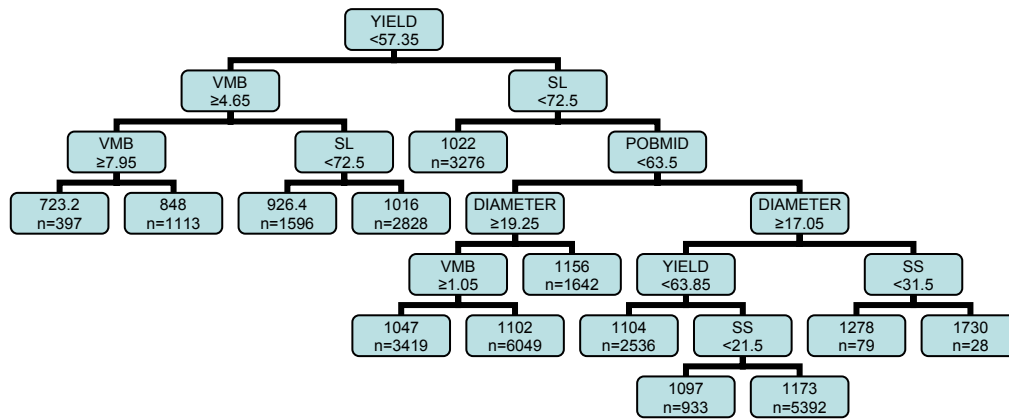 YIELD
<57.35
VMB
≥4.65
SL
<72.5
VMB
≥7.95
SL
<72.5
1022
n=3276
POBMID
<63.5
723.2
n=397
848
n=1113
926.4
n=1596
1016
n=2828
DIAMETER
≥19.25
DIAMETER
≥17.05
VMB
≥1.05
1156
n=1642
YIELD
<63.85
SS
<31.5
1047
n=3419
1102
n=6049
1104
n=2536
SS
<21.5
1278
n=79
1730
n=28
1097
n=933
1173
n=5392